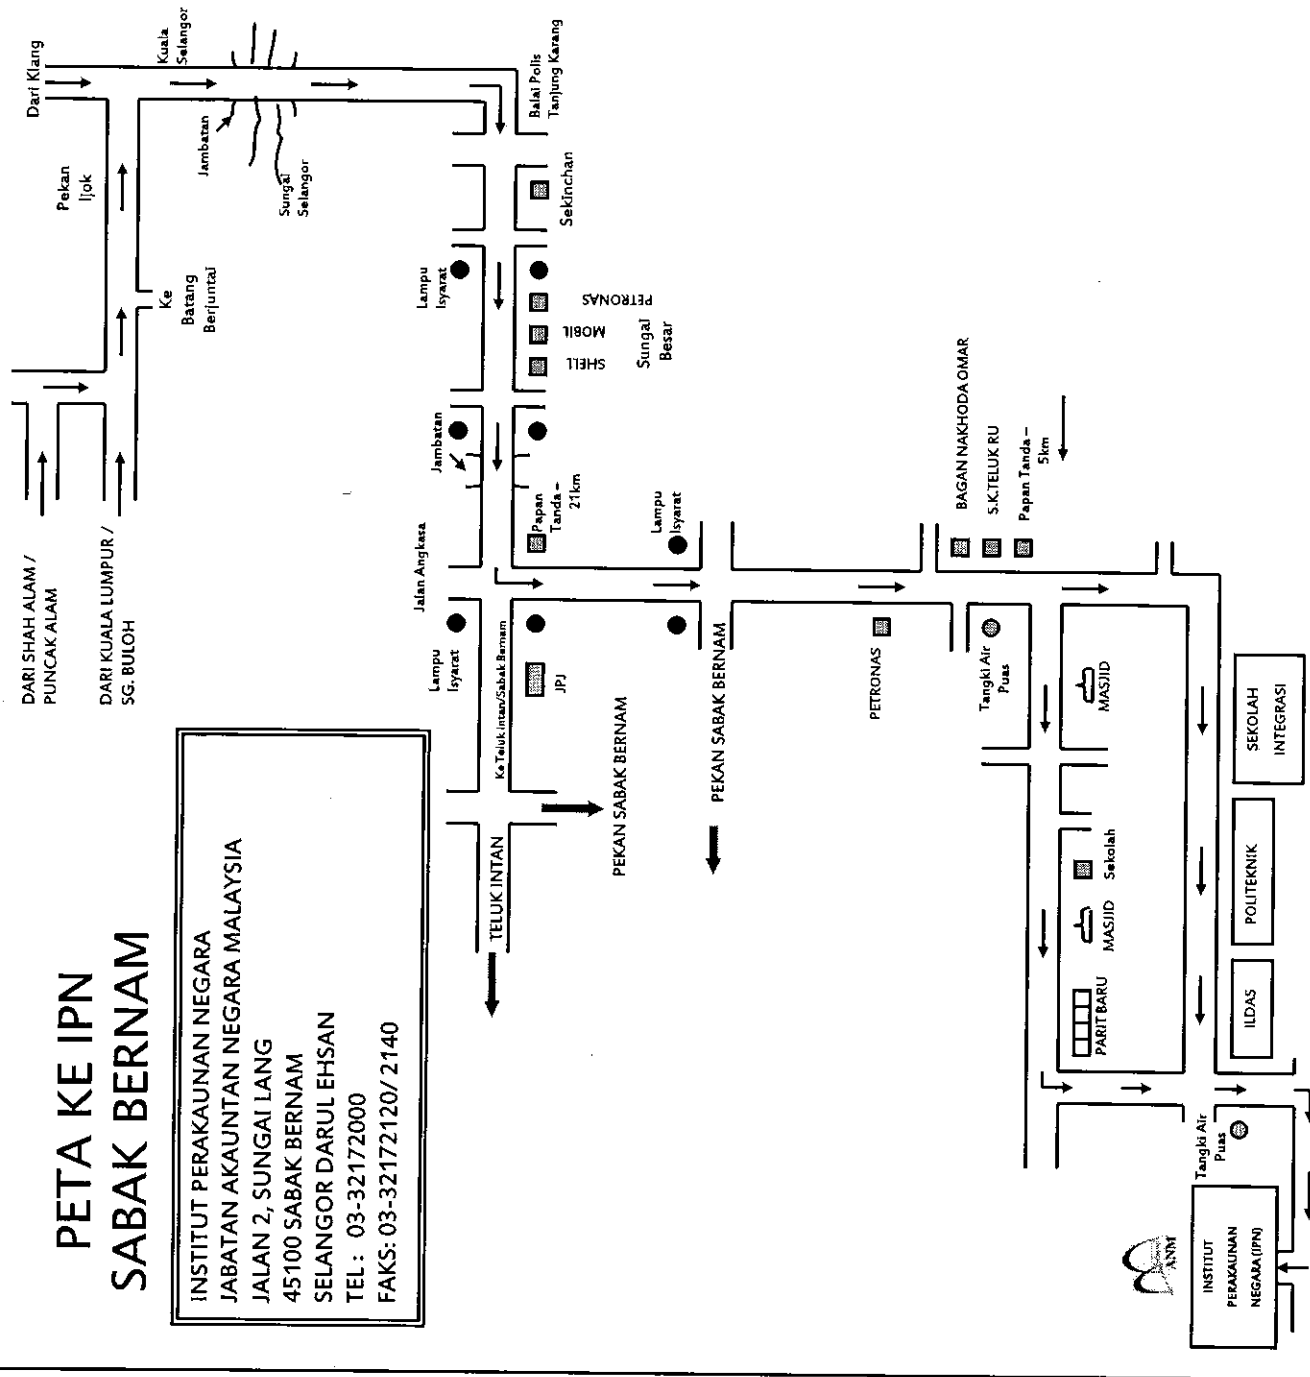 PETA KE IPN
SABAK BERNAM
INSTITUT PERAKAUNAN NEGARA
JABATAN AKAUNTAN NEGARA MALAYSIA
JALAN 2, SUNGAI LANG
45100 SABAK BERNAM
SELANGOR DARUL EHSAN
TEL : 03-32172000
FAKS: 03-32172120/ 2140
DARI SHAH ALAM /
PUNCAK ALAM
DARI KUALA LUMPUR /
SG. BULOH
Ke
Batang
Berjuntai
Pekan
Ijok
Dari Klang
Kuala
Selangor
Jambatan
Sungai
Selangor
Balai Polis
Tanjung Karang
Sekinchan
Lampu
Isyarat
PETRONAS
MOBIL
SHELL
Sungai
Besar
Jambatan
Papan
Tanda –
21km
Jalan Angkasa
Lampu
Isyarat
Ke Teluk Intan/Sabak Bernam
JPJ
TELUK INTAN
PEKAN SABAK BERNAM
Lampu
Isyarat
PEKAN SABAK BERNAM
PETRONAS
BAGAN NAKHODA OMAR
S.K.TELUK RU
Papan Tanda –
5km
Tangki Air
Puas
MASJID
Sekolah
MASJID
PARIT BARU
SEKOLAH
INTEGRASI
POLITEKNIK
ILDAS
Tangki Air
Puas
ANM
INSTITUT
PERAKAUNAN
NEGARA (IPN)